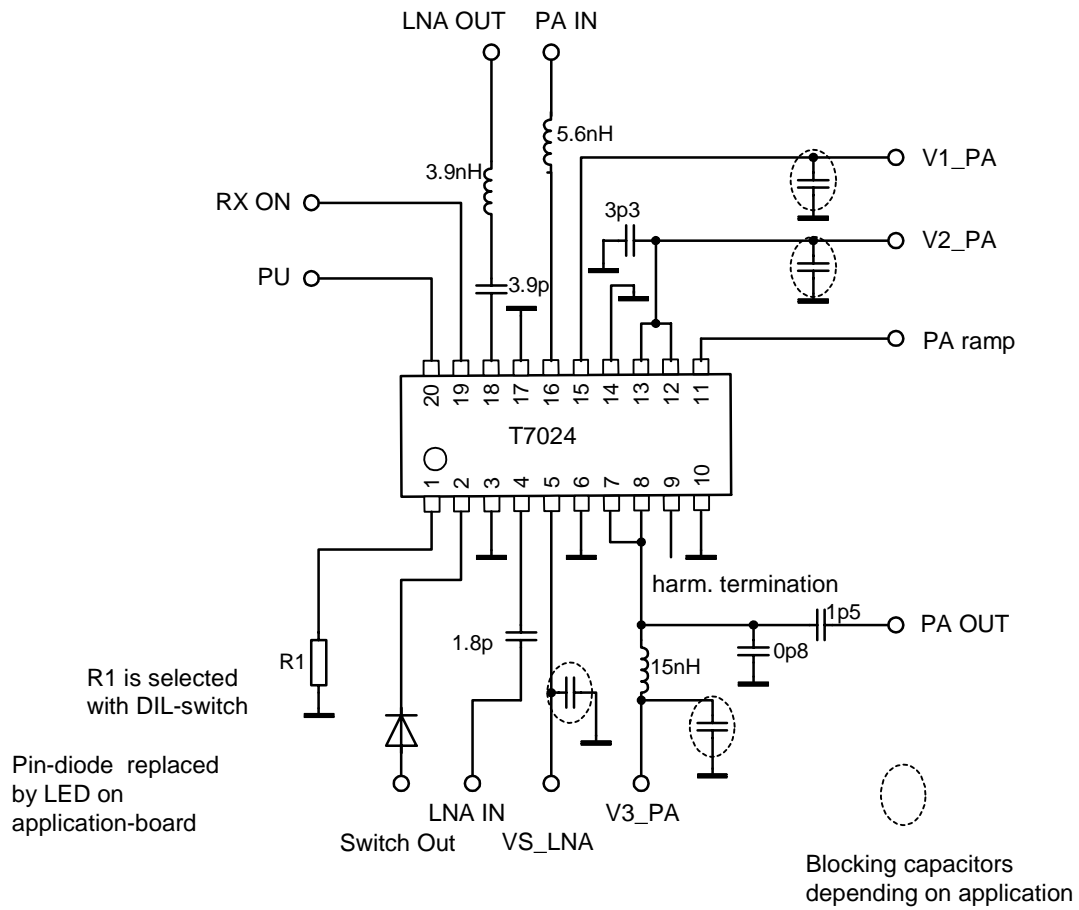 LNA OUT
PA IN
5.6nH
3.9nH
V1_PA
RX ON
3p3
V2_PA
PU
3.9p
PA ramp
20
19
18
17
16
15
14
13
12
11
T7024
1
2
3
4
5
6
7
8
9
10
harm. termination
1p5
PA OUT
1.8p
0p8
R1
15nH
R1 is selected
with DIL-switch
Pin-diode replaced
by LED on
application-board
LNA IN
V3_PA
Switch Out
VS_LNA
Blocking capacitors
depending on application